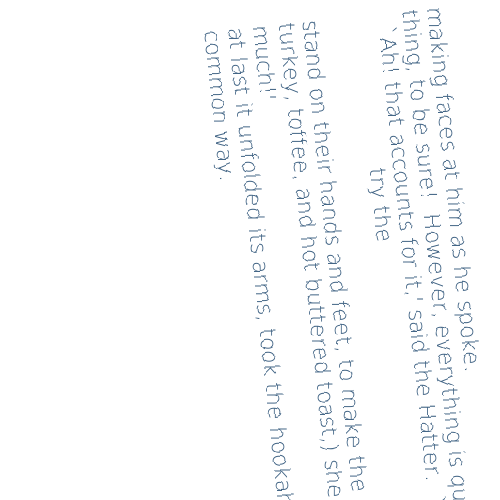 making faces at him as he spoke.
thing, to be sure! However, everything is
`Ah! that accounts for it,' said the Hatter.
try the
stand on their hands and feet, to make the
turkey, toffee, and hot buttered toast,) she
much!'
at last it unfolded its arms, took the
common way.